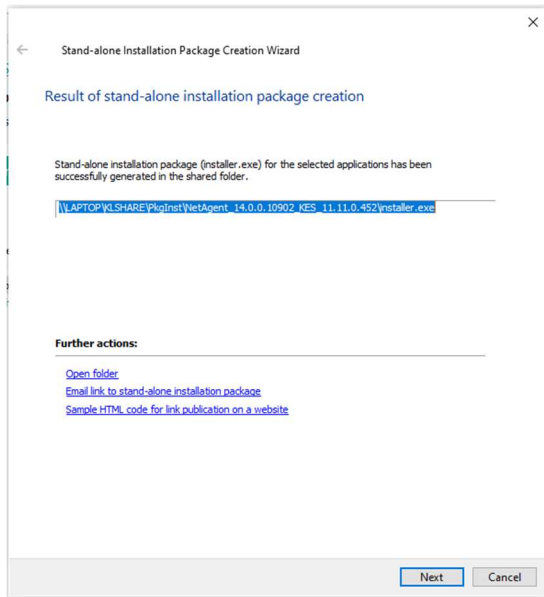 Stand-alone Installation Package Creation Wizard
Result of stand-alone installation package creation
Stand-alone installation package (installer.exe) for the selected applications has been
successfully generated in the shared folder.
\\LAPTOP\KLSHARE\PkgInst\NetAgent_14.0.0.10902_KES_11.11.0.452\installer.exe
Further actions:
Open folder
Email link to stand-alone installation package
Sample HTML code for link publication on a website
Next
Cancel